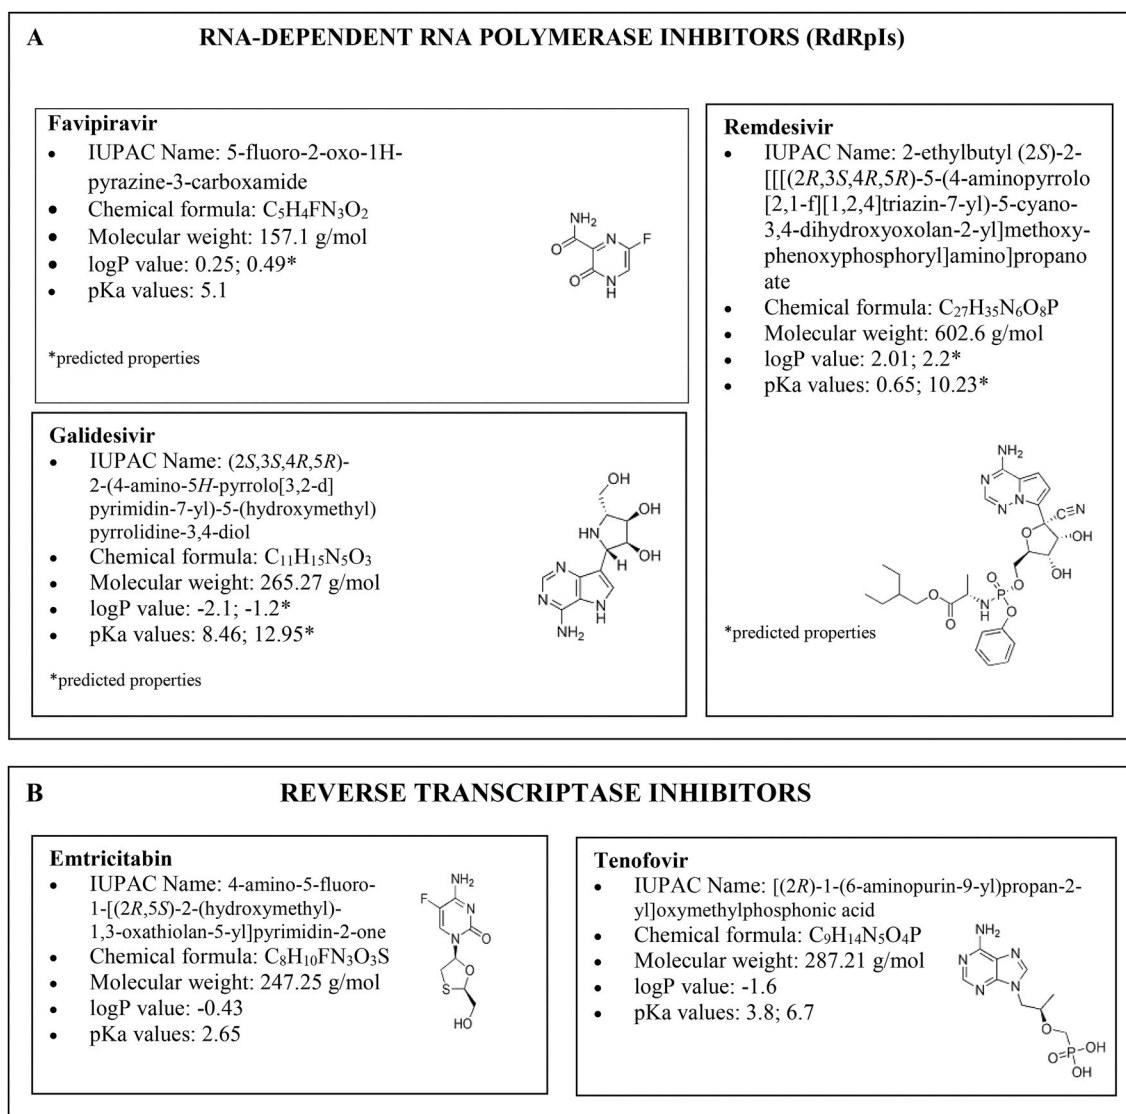 A RNA-DEPENDENT RNA POLYMERASE INHBITORS (RdRpIs)
Favipiravir
• IUPAC Name: 5-fluoro-2-oxo-1H-
pyrazine-3-carboxamide
• Chemical formula: C₅H₄FN₃O₂
• Molecular weight: 157.1 g/mol
• logP value: 0.25; 0.49*
• pKa values: 5.1
*predicted properties
NH₂
O
N
F
O
N
H
Galidesivir
• IUPAC Name: (2S,3S,4R,5R)-
2-(4-amino-5H-pyrrolo[3,2-d]
pyrimidin-7-yl)-5-(hydroxymethyl)
pyrrolidine-3,4-diol
• Chemical formula: C₁₁H₁₅N₅O₃
• Molecular weight: 265.27 g/mol
• logP value: -2.1; -1.2*
• pKa values: 8.46; 12.95*
*predicted properties
OH
OH
HN
OH
H
N
N
N
H
NH₂
Remdesivir
• IUPAC Name: 2-ethylbutyl (2S)-2-
[[[(2R,3S,4R,5R)-5-(4-aminopyrrolo
[2,1-f][1,2,4]triazin-7-yl)-5-cyano-
3,4-dihydroxyoxolan-2-yl]methoxy-
phenoxyphosphoryl]amino]propano
ate
• Chemical formula: C₂₇H₃₅N₆O₈P
• Molecular weight: 602.6 g/mol
• logP value: 2.01; 2.2*
• pKa values: 0.65; 10.23*
*predicted properties
NH₂
N
N
N
C≡N
O
OH
OH
O
O
O
P
N
H
O
O
B REVERSE TRANSCRIPTASE INHIBITORS
Emtricitabin
• IUPAC Name: 4-amino-5-fluoro-
1-[(2R,5S)-2-(hydroxymethyl)-
1,3-oxathiolan-5-yl]pyrimidin-2-one
• Chemical formula: C₈H₁₀FN₃O₃S
• Molecular weight: 247.25 g/mol
• logP value: -0.43
• pKa values: 2.65
NH₂
F
N
N
O
O
S
HO
Tenofovir
• IUPAC Name: [(2R)-1-(6-aminopurin-9-yl)propan-2-
yl]oxymethylphosphonic acid
• Chemical formula: C₉H₁₄N₅O₄P
• Molecular weight: 287.21 g/mol
• logP value: -1.6
• pKa values: 3.8; 6.7
NH₂
N
N
N
N
O
O
P
OH
OH